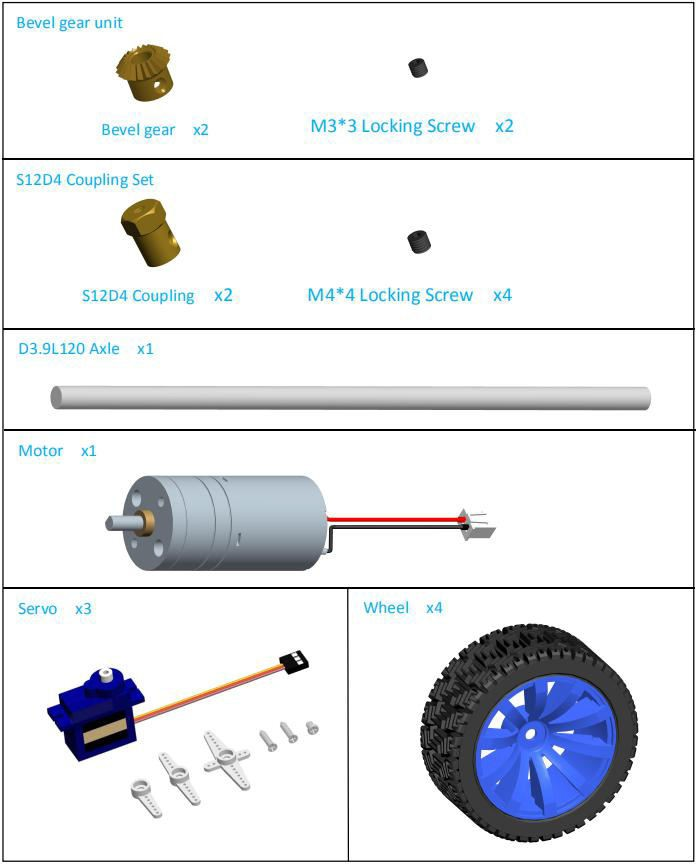 Bevel gear unit
Bevel gear x2
M3*3 Locking Screw x2
S12D4 Coupling Set
S12D4 Coupling x2
M4*4 Locking Screw x4
D3.9L120 Axle x1
Motor x1
Servo x3
Wheel x4